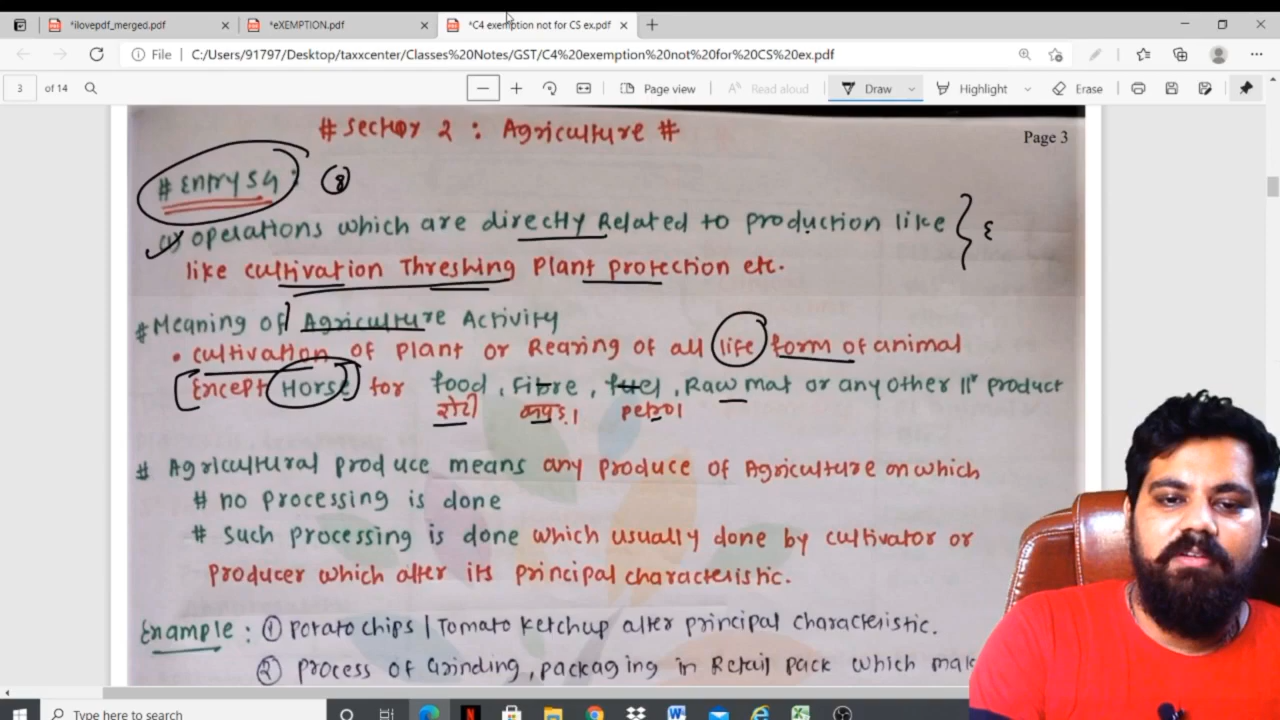 *ilovepdf_merged.pdf
*eXEMPTION.pdf
*C4 exemption not for CS ex.pdf
File C:/Users/91797/Desktop/taxxcenter/Classes%20Notes/GST/C4%20exemption%20not%20for%20CS%20ex.pdf
3 of 14 Page view Read aloud Draw Highlight Erase
# Sector 2 : Agriculture #
Page 3
# Entry 54 : 8
(1) operations which are directly Related to production like
like cultivation Threshing Plant protection etc.
# Meaning of Agriculture Activity
• cultivation of Plant or Rearing of all life form of animal
Except Horse for food, Fibre, fuel, Raw mat or any other 11r product
रोटी कपड़ा पेट्रोl
# Agricultural produce means any produce of Agriculture on which
# no processing is done
# such processing is done which usually done by cultivator or
producer which alter its principal characteristic.
Example : ① Potato chips | Tomato ketchup alter principal characteristic.
② process of Grinding, packaging in Retail pack which mak
Type here to search